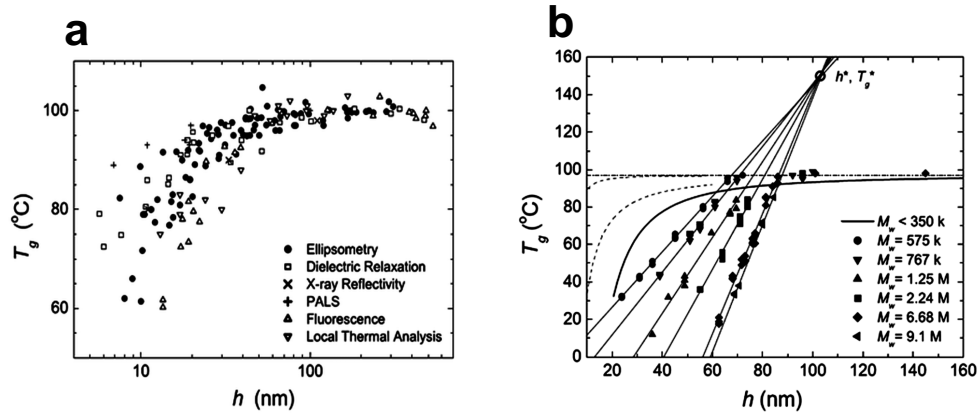 a
100
80
60
10
100
T_g (°C)
h (nm)
Ellipsometry
Dielectric Relaxation
X-ray Reflectivity
PALS
Fluorescence
Local Thermal Analysis
b
160
140
120
100
80
60
40
20
0
20
40
60
80
100
120
140
160
T_g (°C)
h (nm)
h*, T_g*
M_w < 350 k
M_w = 575 k
M_w = 767 k
M_w = 1.25 M
M_w = 2.24 M
M_w = 6.68 M
M_w = 9.1 M